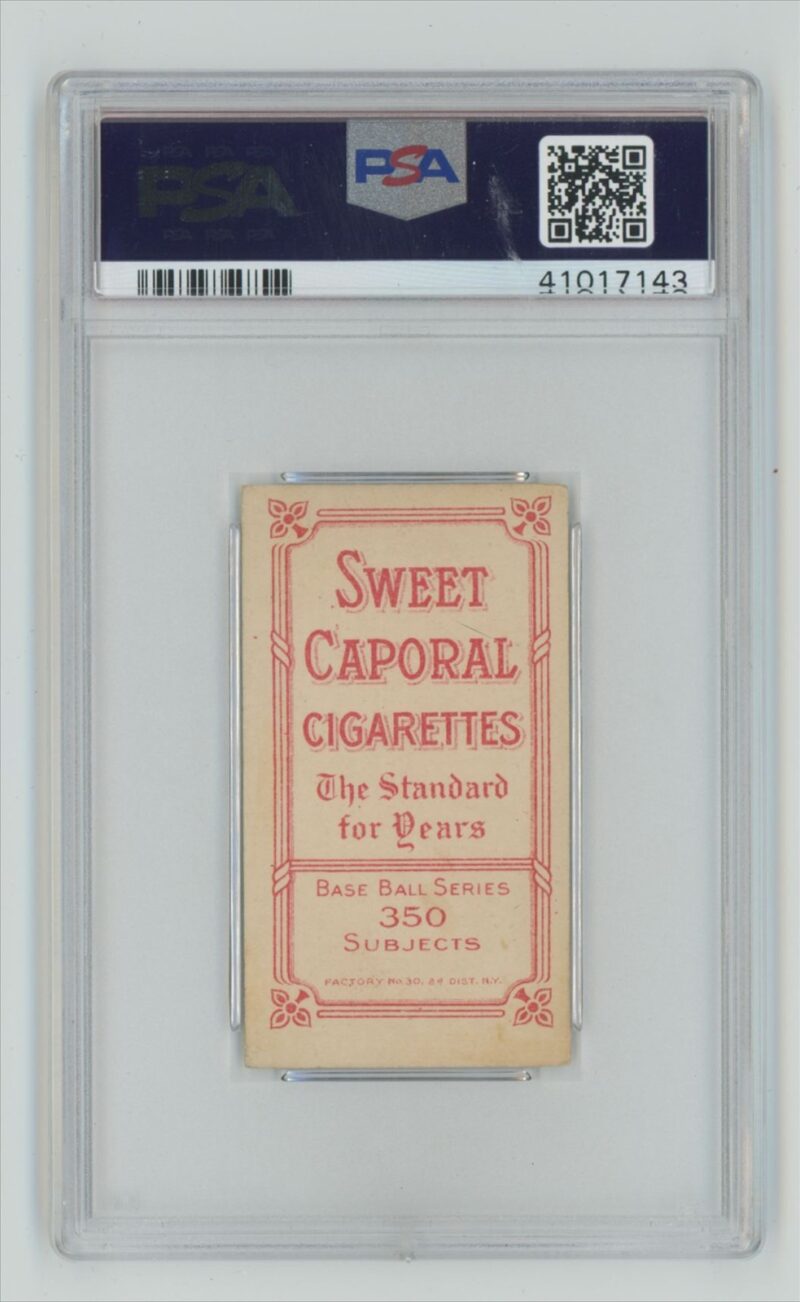 PSA
PSA
41017143
SWEET
CAPORAL
CIGARETTES
The Standard
for Years
BASE BALL SERIES
350
SUBJECTS
FACTORY No. 30, 2d DIST. N.Y.